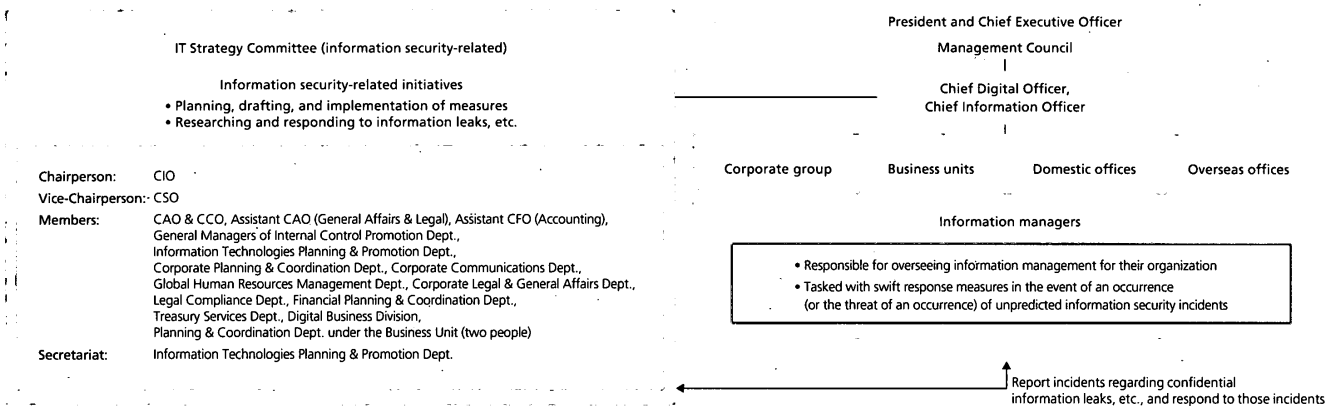 IT Strategy Committee (information security-related)
Information security-related initiatives
• Planning, drafting, and implementation of measures
• Researching and responding to information leaks, etc.
Chairperson: CIO
Vice-Chairperson: CSO
Members: CAO & CCO, Assistant CAO (General Affairs & Legal), Assistant CFO (Accounting),
General Managers of Internal Control Promotion Dept.,
Information Technologies Planning & Promotion Dept.,
Corporate Planning & Coordination Dept., Corporate Communications Dept.,
Global Human Resources Management Dept., Corporate Legal & General Affairs Dept.,
Legal Compliance Dept., Financial Planning & Coordination Dept.,
Treasury Services Dept., Digital Business Division,
Planning & Coordination Dept. under the Business Unit (two people)
Secretariat: Information Technologies Planning & Promotion Dept.
President and Chief Executive Officer
Management Council
Chief Digital Officer,
Chief Information Officer
Corporate group Business units Domestic offices Overseas offices
Information managers
• Responsible for overseeing information management for their organization
• Tasked with swift response measures in the event of an occurrence
(or the threat of an occurrence) of unpredicted information security incidents
Report incidents regarding confidential
information leaks, etc., and respond to those incidents